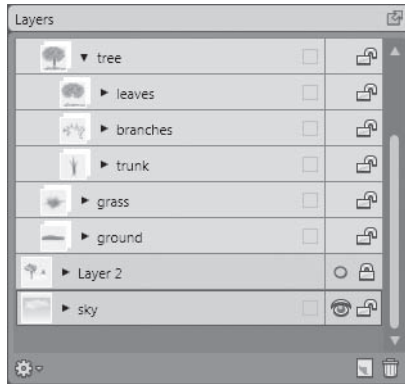 Layers
tree
leaves
branches
trunk
grass
ground
Layer 2
sky